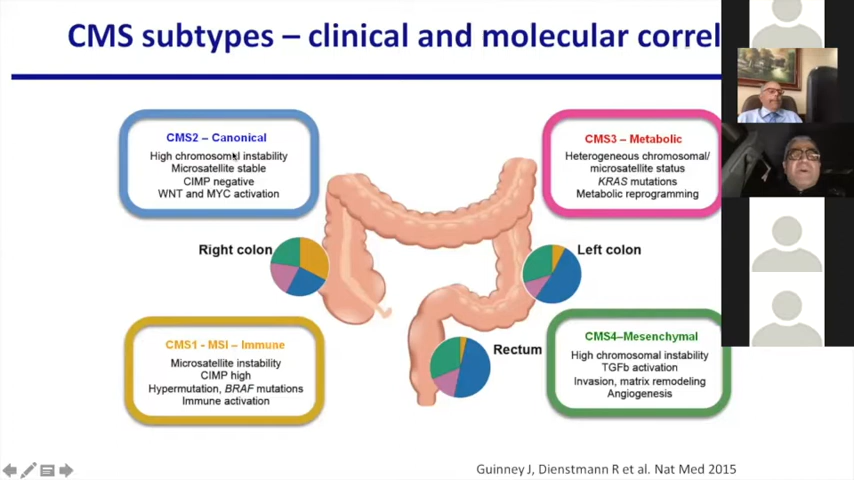 CMS subtypes – clinical and molecular correl
CMS2 – Canonical
High chromosomal instability
Microsatellite stable
CIMP negative
WNT and MYC activation
CMS3 – Metabolic
Heterogeneous chromosomal/
microsatellite status
KRAS mutations
Metabolic reprogramming
Right colon
Left colon
CMS1 - MSI – Immune
Microsatellite instability
CIMP high
Hypermutation, BRAF mutations
Immune activation
Rectum
CMS4–Mesenchymal
High chromosomal instability
TGFb activation
Invasion, matrix remodeling
Angiogenesis
Guinney J, Dienstmann R et al. Nat Med 2015